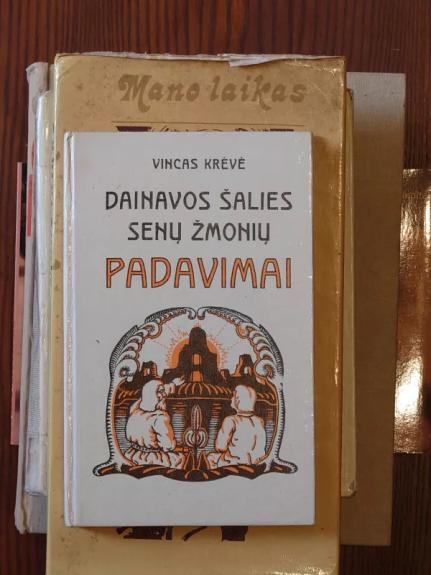 Mano laikas
VINCAS KRĖVĖ
DAINAVOS ŠALIES
SENŲ ŽMONIŲ
PADAVIMAI